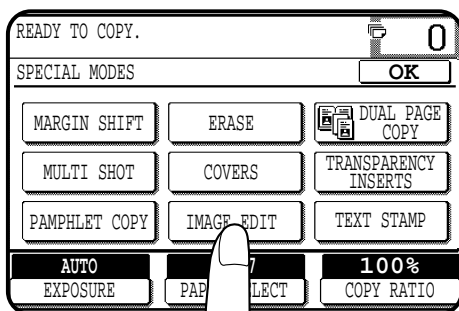 READY TO COPY.
0
SPECIAL MODES
OK
MARGIN SHIFT
ERASE
DUAL PAGE
COPY
MULTI SHOT
COVERS
TRANSPARENCY
INSERTS
PAMPHLET COPY
IMAGE EDIT
TEXT STAMP
AUTO
100%
EXPOSURE
COPY RATIO